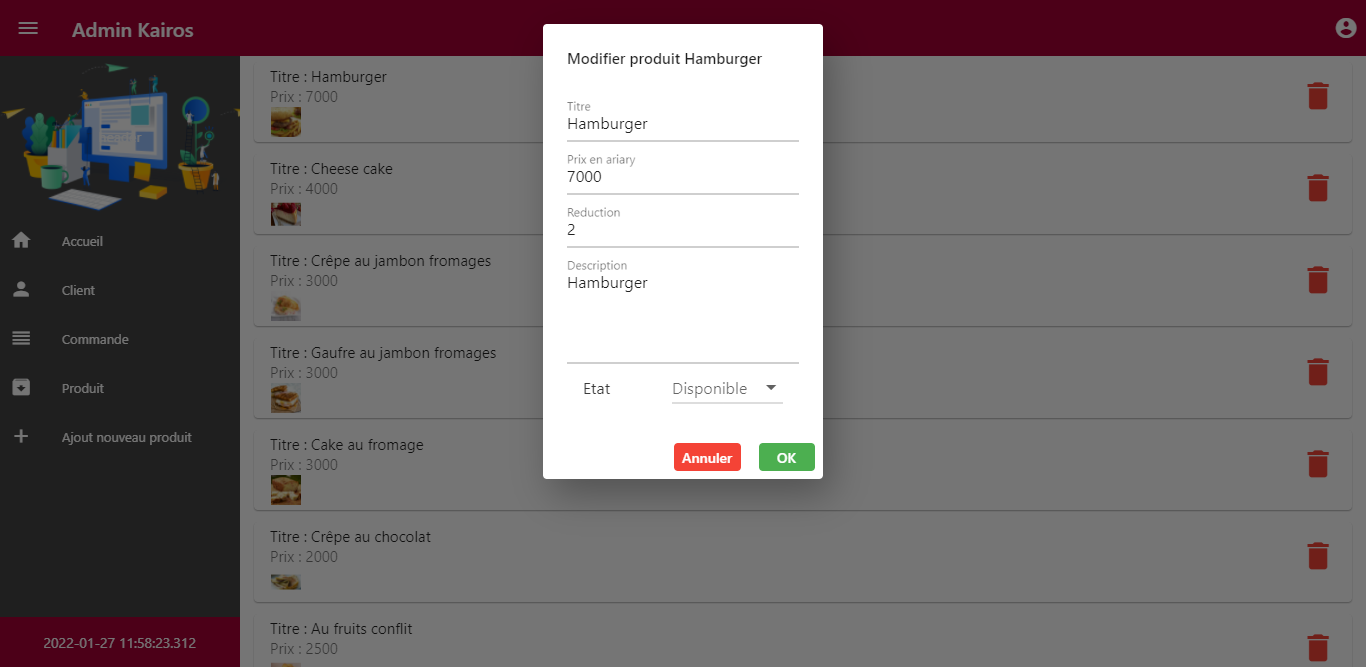 Admin Kairos
Accueil
Client
Commande
Produit
Ajout nouveau produit
2022-01-27 11:58:23.312
Titre : Hamburger
Prix : 7000
Titre : Cheese cake
Prix : 4000
Titre : Crêpe au jambon fromages
Prix : 3000
Titre : Gaufre au jambon fromages
Prix : 3000
Titre : Cake au fromage
Prix : 3000
Titre : Crêpe au chocolat
Prix : 2000
Titre : Au fruits conflit
Prix : 2500
Modifier produit Hamburger
Titre
Hamburger
Prix en ariary
7000
Reduction
2
Description
Hamburger
Etat
Disponible
Annuler
OK